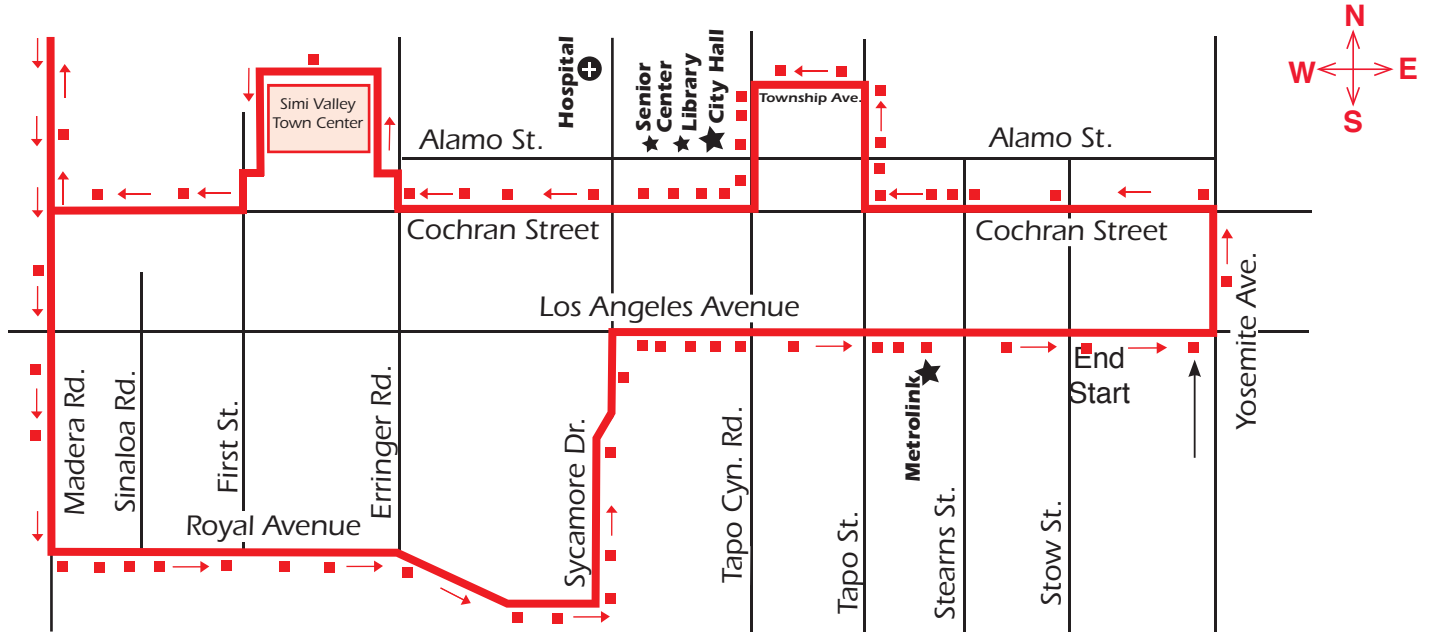 N
W E
S
Simi Valley
Town Center
Hospital
Senior
Center
Library
City Hall
Township Ave.
Alamo St.
Alamo St.
Cochran Street
Cochran Street
Los Angeles Avenue
End
Start
Metrolink
Yosemite Ave.
Madera Rd.
Sinaloa Rd.
First St.
Erringer Rd.
Sycamore Dr.
Tapo Cyn. Rd.
Tapo St.
Stearns St.
Stow St.
Royal Avenue